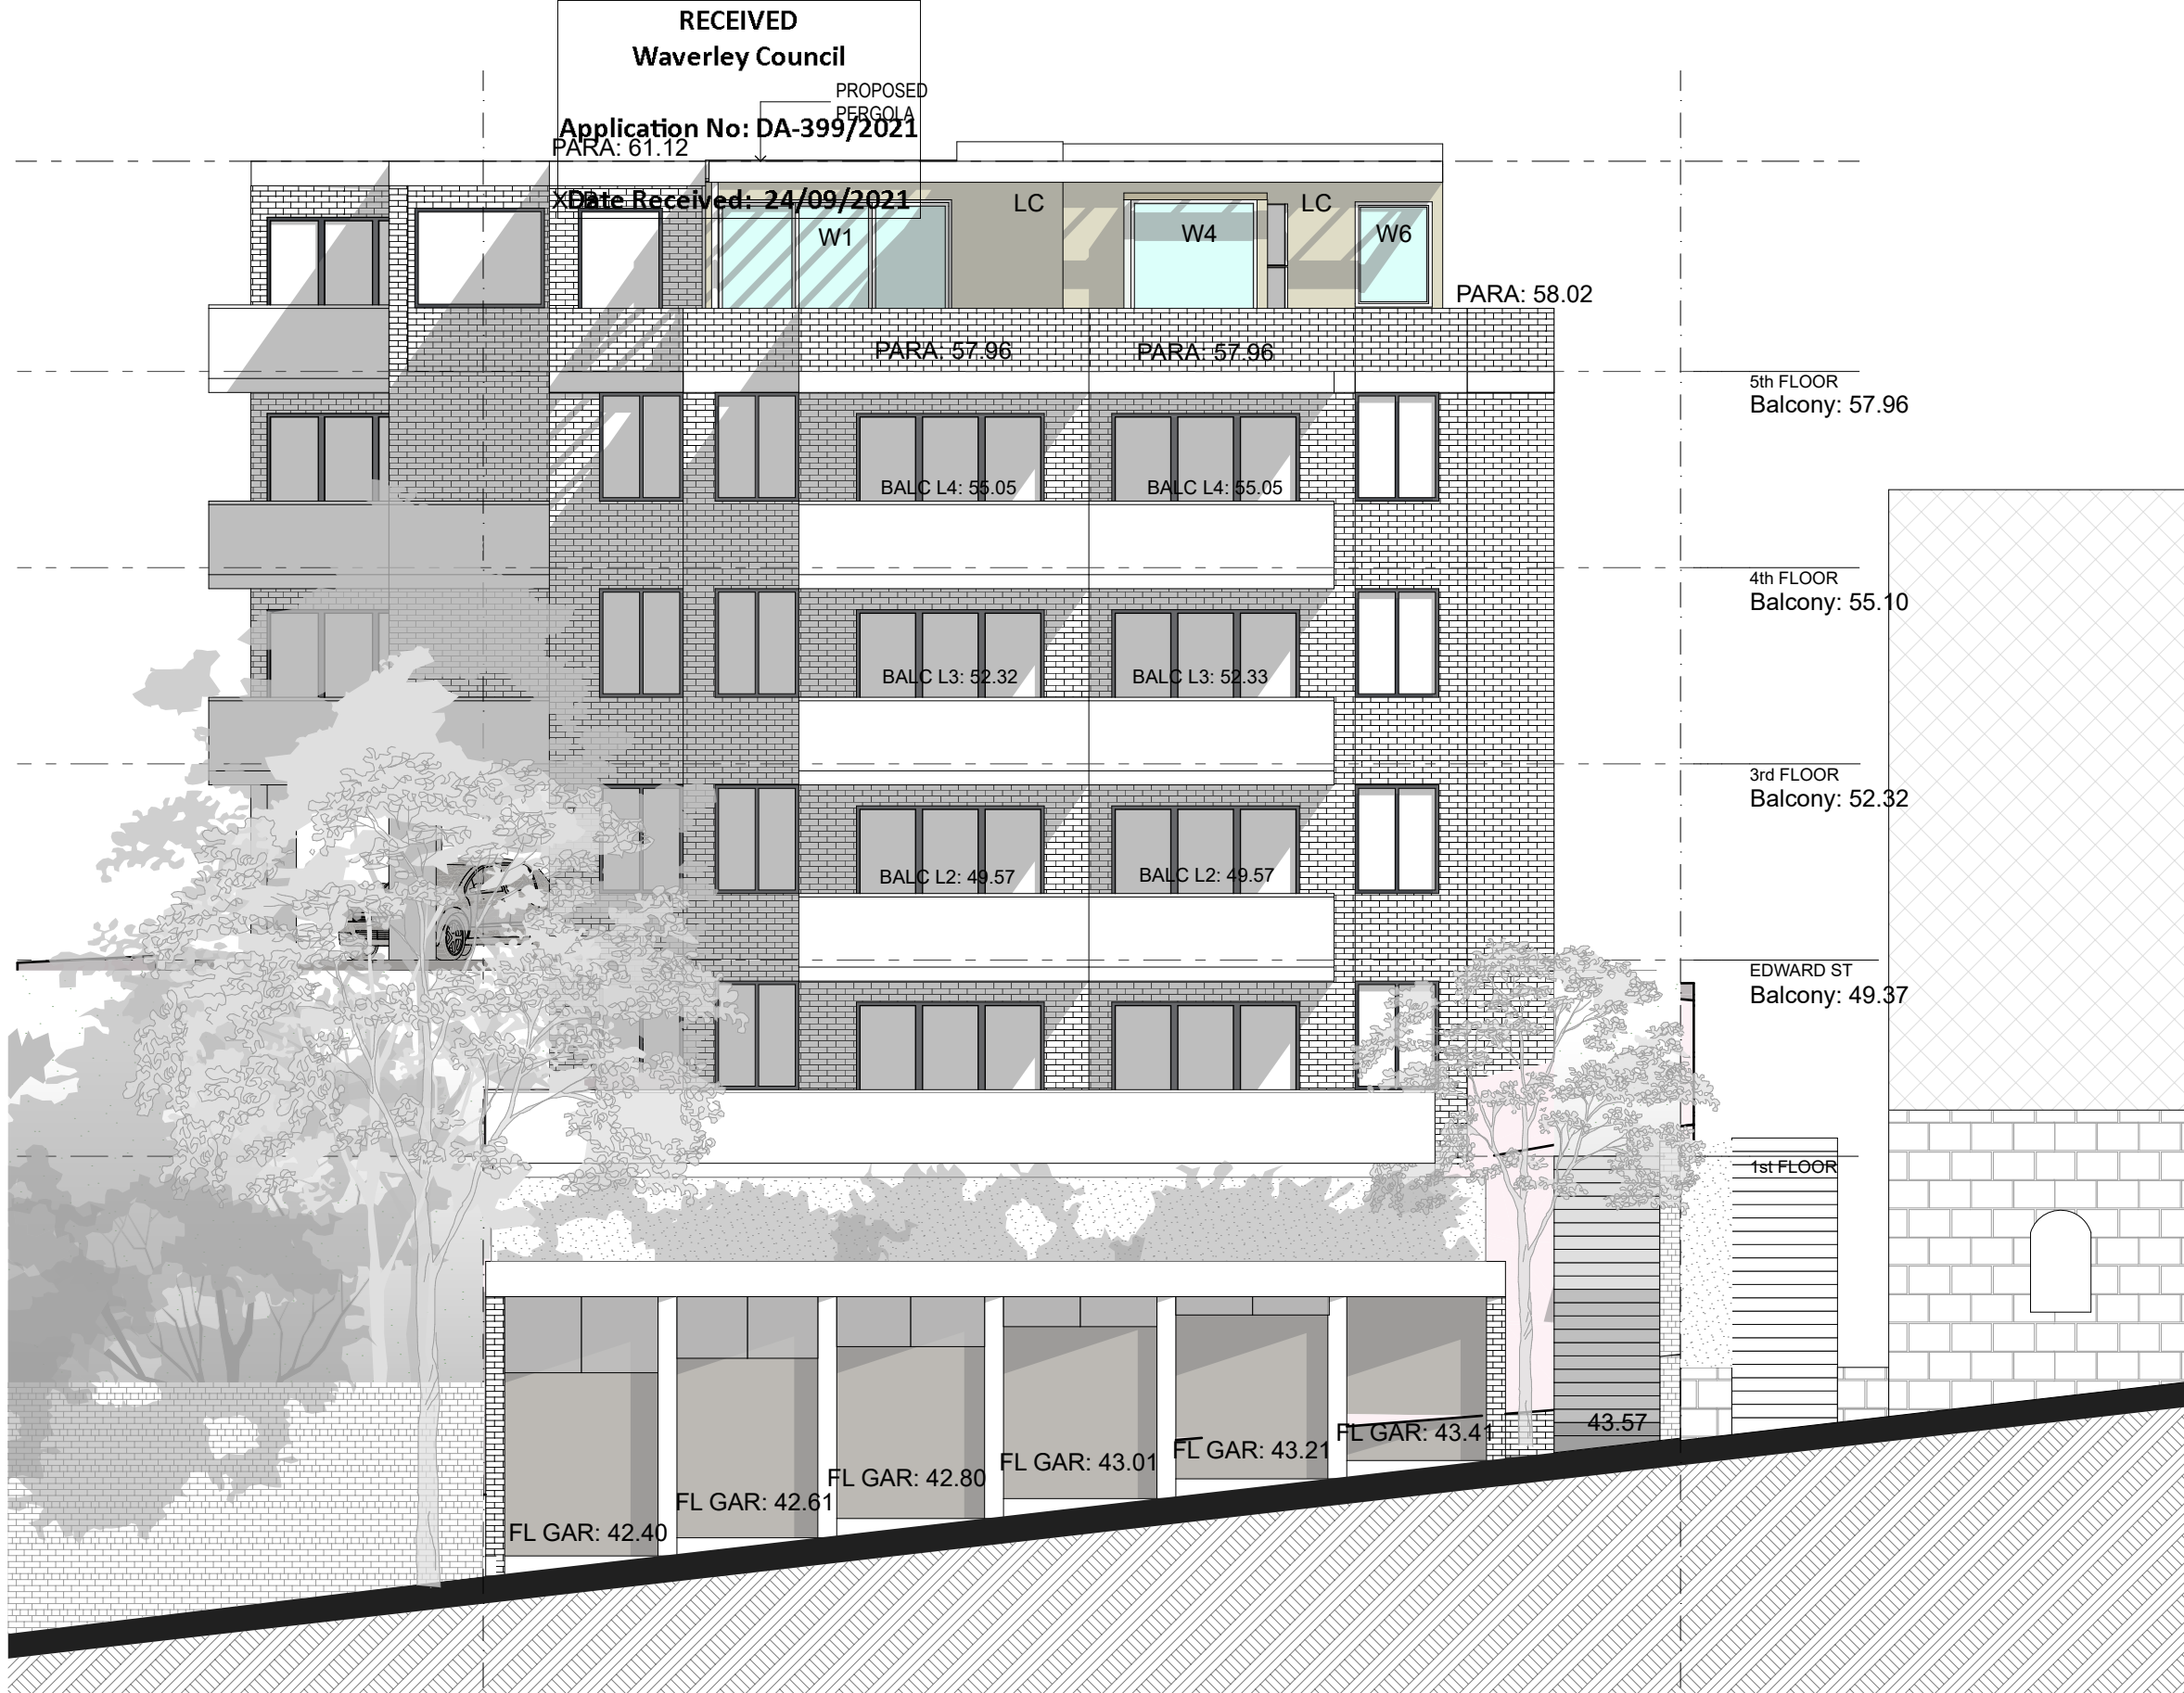 RECEIVED
Waverley Council
PROPOSED
PERGOLA
Application No: DA-399/2021
PARA: 61.12
Date Received: 24/09/2021
LC
LC
W1
W4
W6
PARA: 58.02
PARA: 57.96
PARA: 57.96
5th FLOOR
Balcony: 57.96
BALC L4: 55.05
BALC L4: 55.05
4th FLOOR
Balcony: 55.10
BALC L3: 52.32
BALC L3: 52.33
3rd FLOOR
Balcony: 52.32
BALC L2: 49.57
BALC L2: 49.57
EDWARD ST
Balcony: 49.37
1st FLOOR
43.57
FL GAR: 43.41
FL GAR: 43.21
FL GAR: 43.01
FL GAR: 42.80
FL GAR: 42.61
FL GAR: 42.40